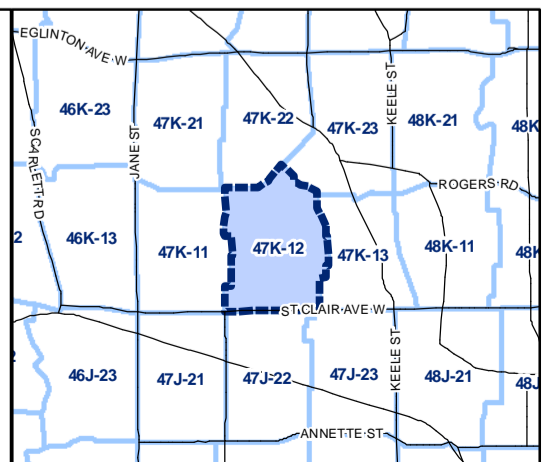 EGLINTON AVE W
46K-23
47K-21
47K-22
47K-23
KEELE ST
48K-21
48K
SCARLETT RD
JANE ST
ROGERS RD
2
46K-13
47K-11
47K-12
47K-13
48K-11
48K
ST CLAIR AVE W
2
46J-23
47J-21
47J-22
47J-23
KEELE ST
48J-21
48J
ANNETTE ST